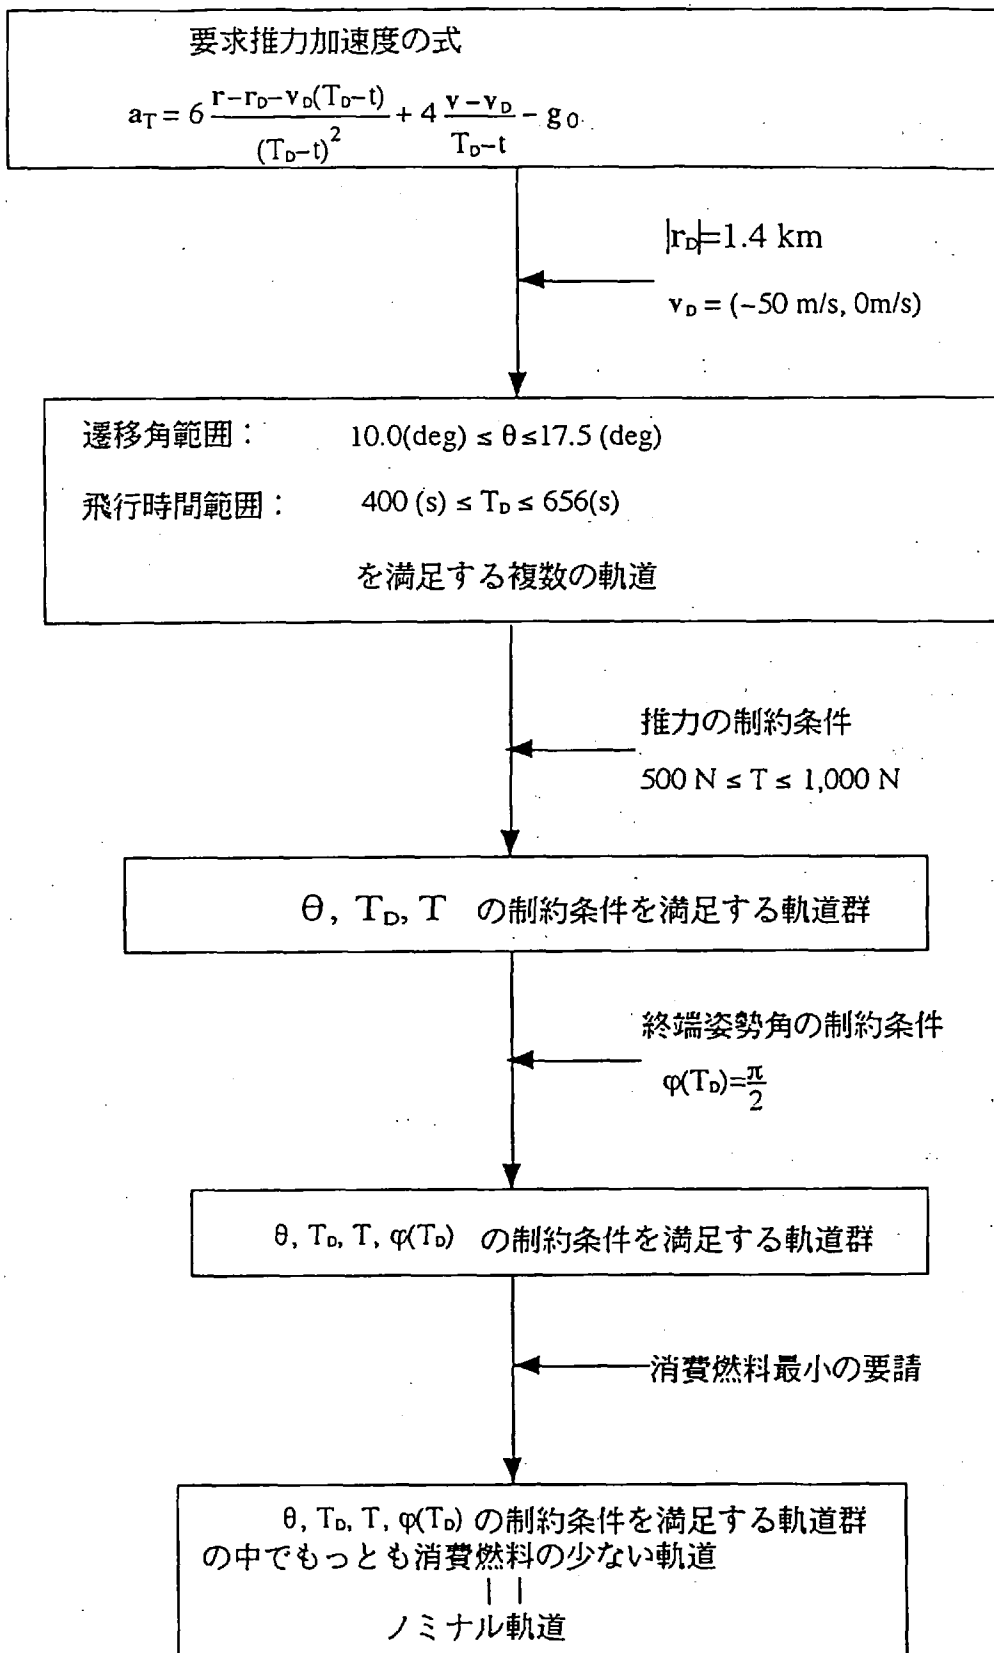 要求推力加速度の式
a_T = 6 (r−r_D−v_D(T_D−t))/(T_D−t)^2 + 4 (v−v_D)/(T_D−t) − g_0
|r_D|=1.4 km
v_D = (−50 m/s, 0m/s)
遷移角範囲： 10.0(deg) ≤ θ ≤17.5 (deg)
飛行時間範囲： 400 (s) ≤ T_D ≤ 656(s)
を満足する複数の軌道
推力の制約条件
500 N ≤ T ≤ 1,000 N
θ, T_D, T の制約条件を満足する軌道群
終端姿勢角の制約条件
φ(T_D)=π/2
θ, T_D, T, φ(T_D) の制約条件を満足する軌道群
消費燃料最小の要請
θ, T_D, T, φ(T_D) の制約条件を満足する軌道群
の中でもっとも消費燃料の少ない軌道
||
ノミナル軌道